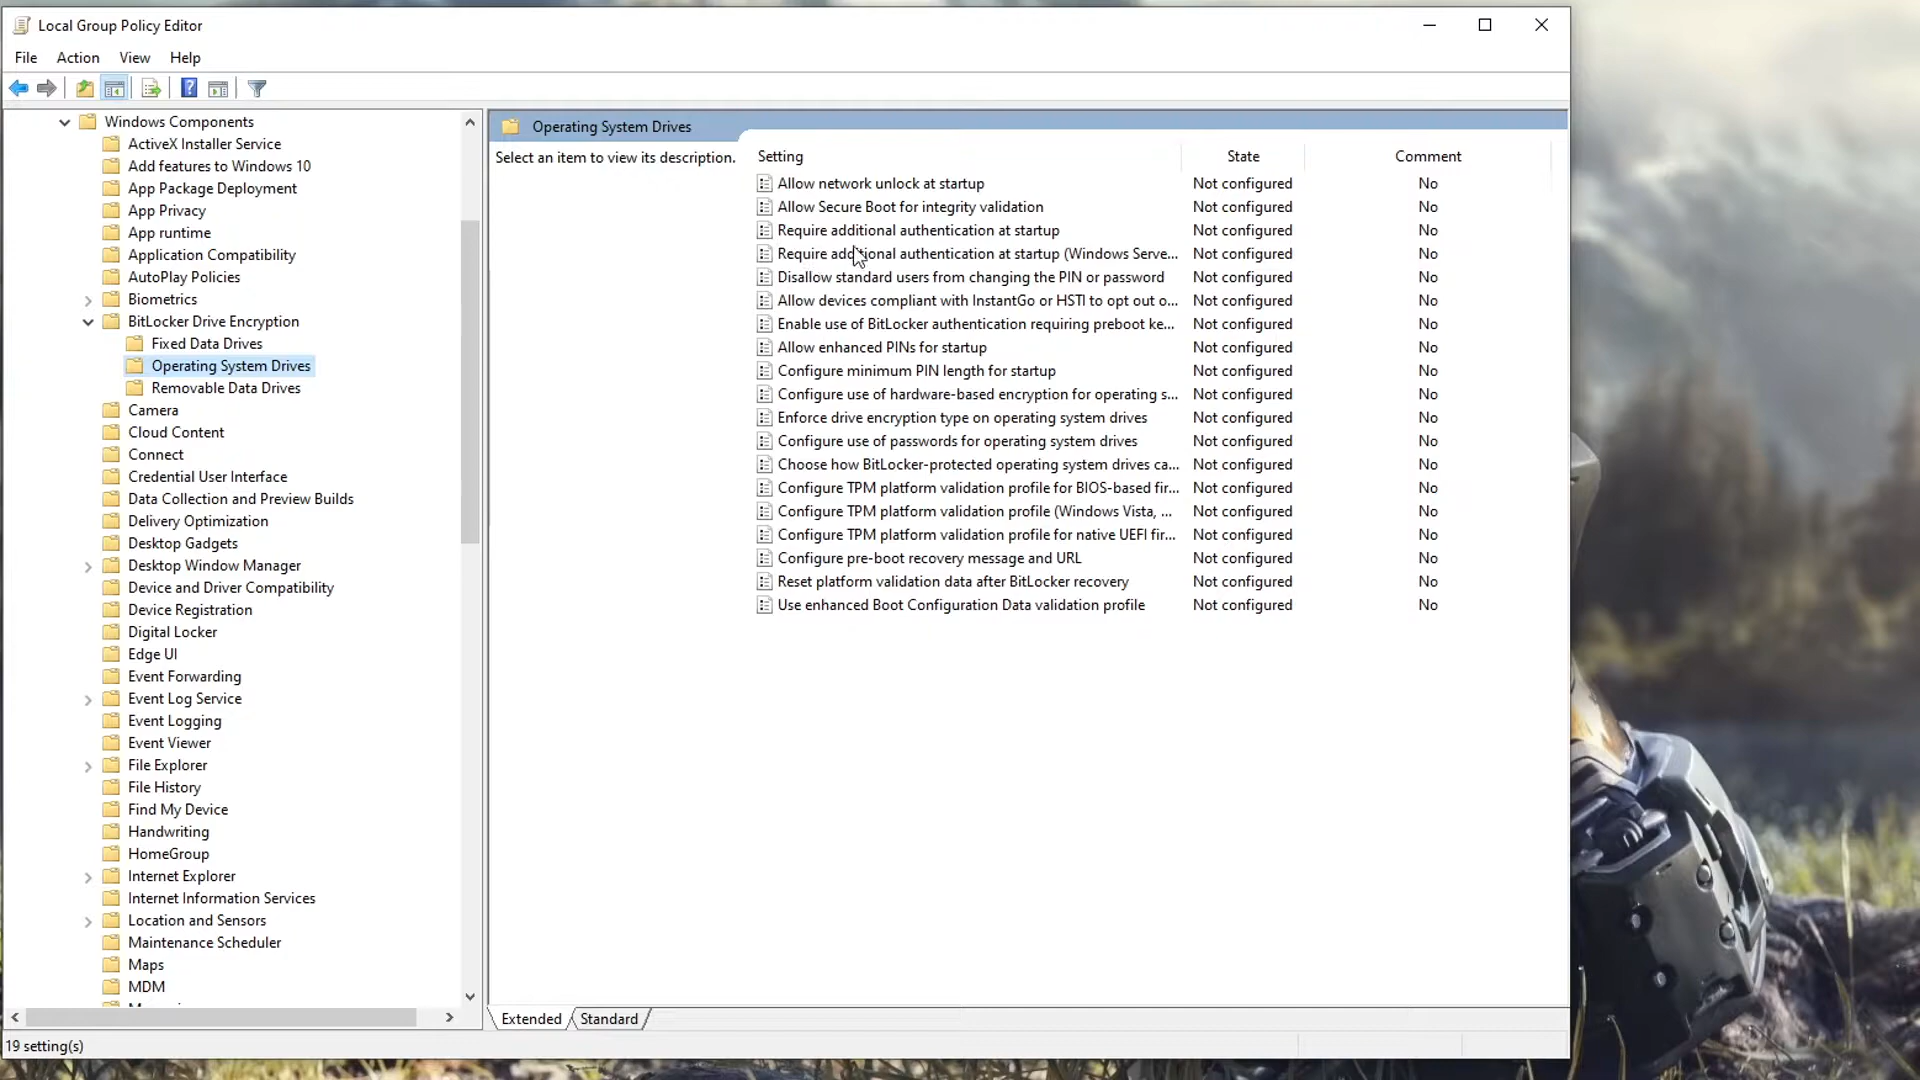 Local Group Policy Editor
File Action View Help
Windows Components
ActiveX Installer Service
Add features to Windows 10
App Package Deployment
App Privacy
App runtime
Application Compatibility
AutoPlay Policies
Biometrics
BitLocker Drive Encryption
Fixed Data Drives
Operating System Drives
Removable Data Drives
Camera
Cloud Content
Connect
Credential User Interface
Data Collection and Preview Builds
Delivery Optimization
Desktop Gadgets
Desktop Window Manager
Device and Driver Compatibility
Device Registration
Digital Locker
Edge UI
Event Forwarding
Event Log Service
Event Logging
Event Viewer
File Explorer
File History
Find My Device
Handwriting
HomeGroup
Internet Explorer
Internet Information Services
Location and Sensors
Maintenance Scheduler
Maps
MDM
Operating System Drives
Select an item to view its description.
Setting State Comment
Allow network unlock at startup Not configured No
Allow Secure Boot for integrity validation Not configured No
Require additional authentication at startup Not configured No
Require additional authentication at startup (Windows Serve... Not configured No
Disallow standard users from changing the PIN or password Not configured No
Allow devices compliant with InstantGo or HSTI to opt out o... Not configured No
Enable use of BitLocker authentication requiring preboot ke... Not configured No
Allow enhanced PINs for startup Not configured No
Configure minimum PIN length for startup Not configured No
Configure use of hardware-based encryption for operating s... Not configured No
Enforce drive encryption type on operating system drives Not configured No
Configure use of passwords for operating system drives Not configured No
Choose how BitLocker-protected operating system drives ca... Not configured No
Configure TPM platform validation profile for BIOS-based fir... Not configured No
Configure TPM platform validation profile (Windows Vista, ... Not configured No
Configure TPM platform validation profile for native UEFI fir... Not configured No
Configure pre-boot recovery message and URL Not configured No
Reset platform validation data after BitLocker recovery Not configured No
Use enhanced Boot Configuration Data validation profile Not configured No
Extended Standard
19 setting(s)